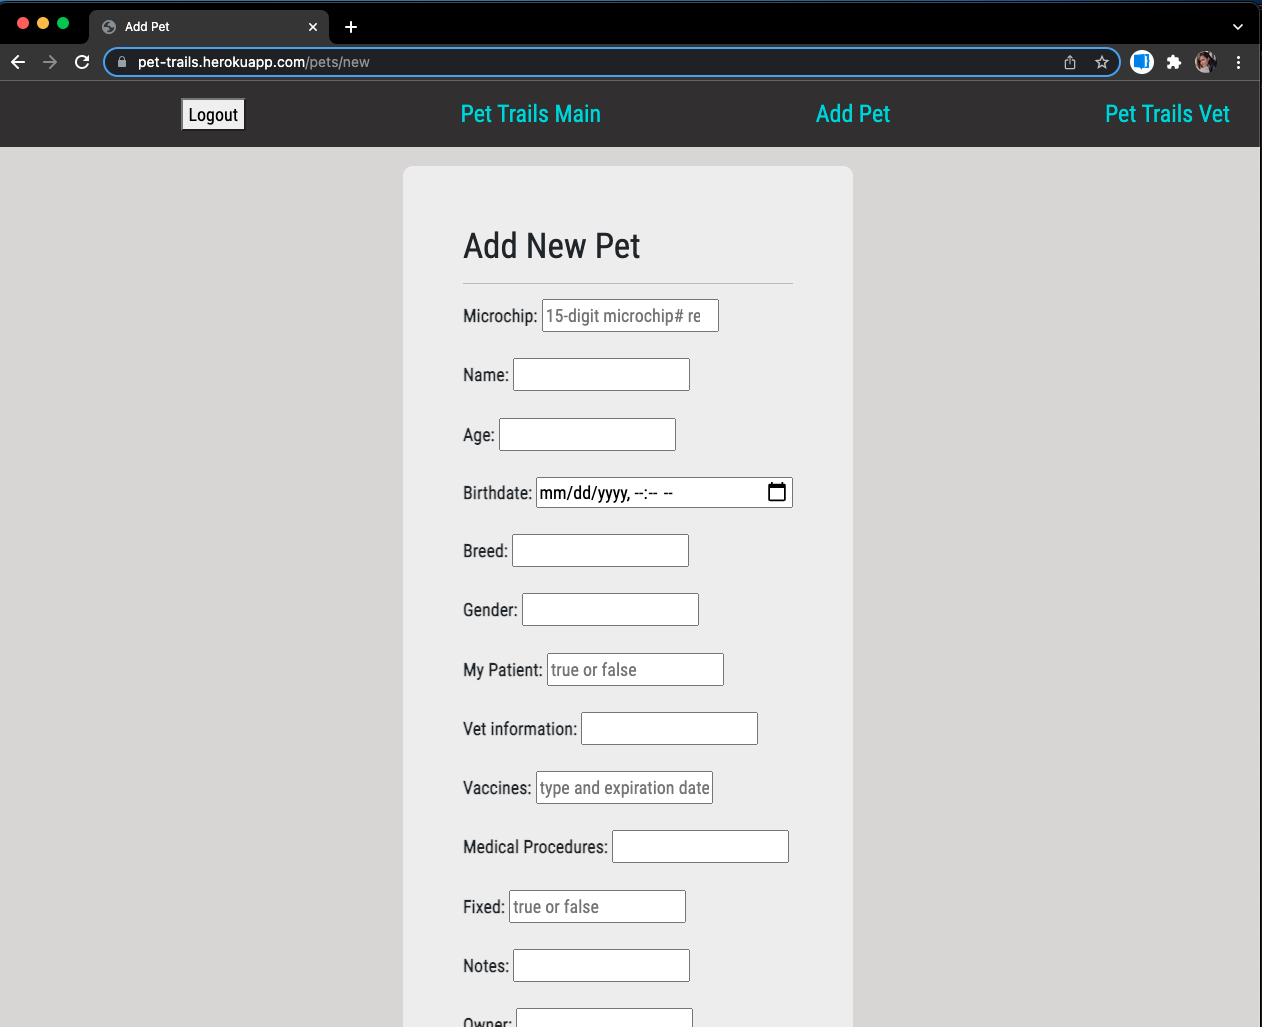 Add Pet
pet-trails.herokuapp.com/pets/new
Logout
Pet Trails Main
Add Pet
Pet Trails Vet
Add New Pet
Microchip: 15-digit microchip# re
Name:
Age:
Birthdate: mm/dd/yyyy, --:-- --
Breed:
Gender:
My Patient: true or false
Vet information:
Vaccines: type and expiration date
Medical Procedures:
Fixed: true or false
Notes:
Owner: